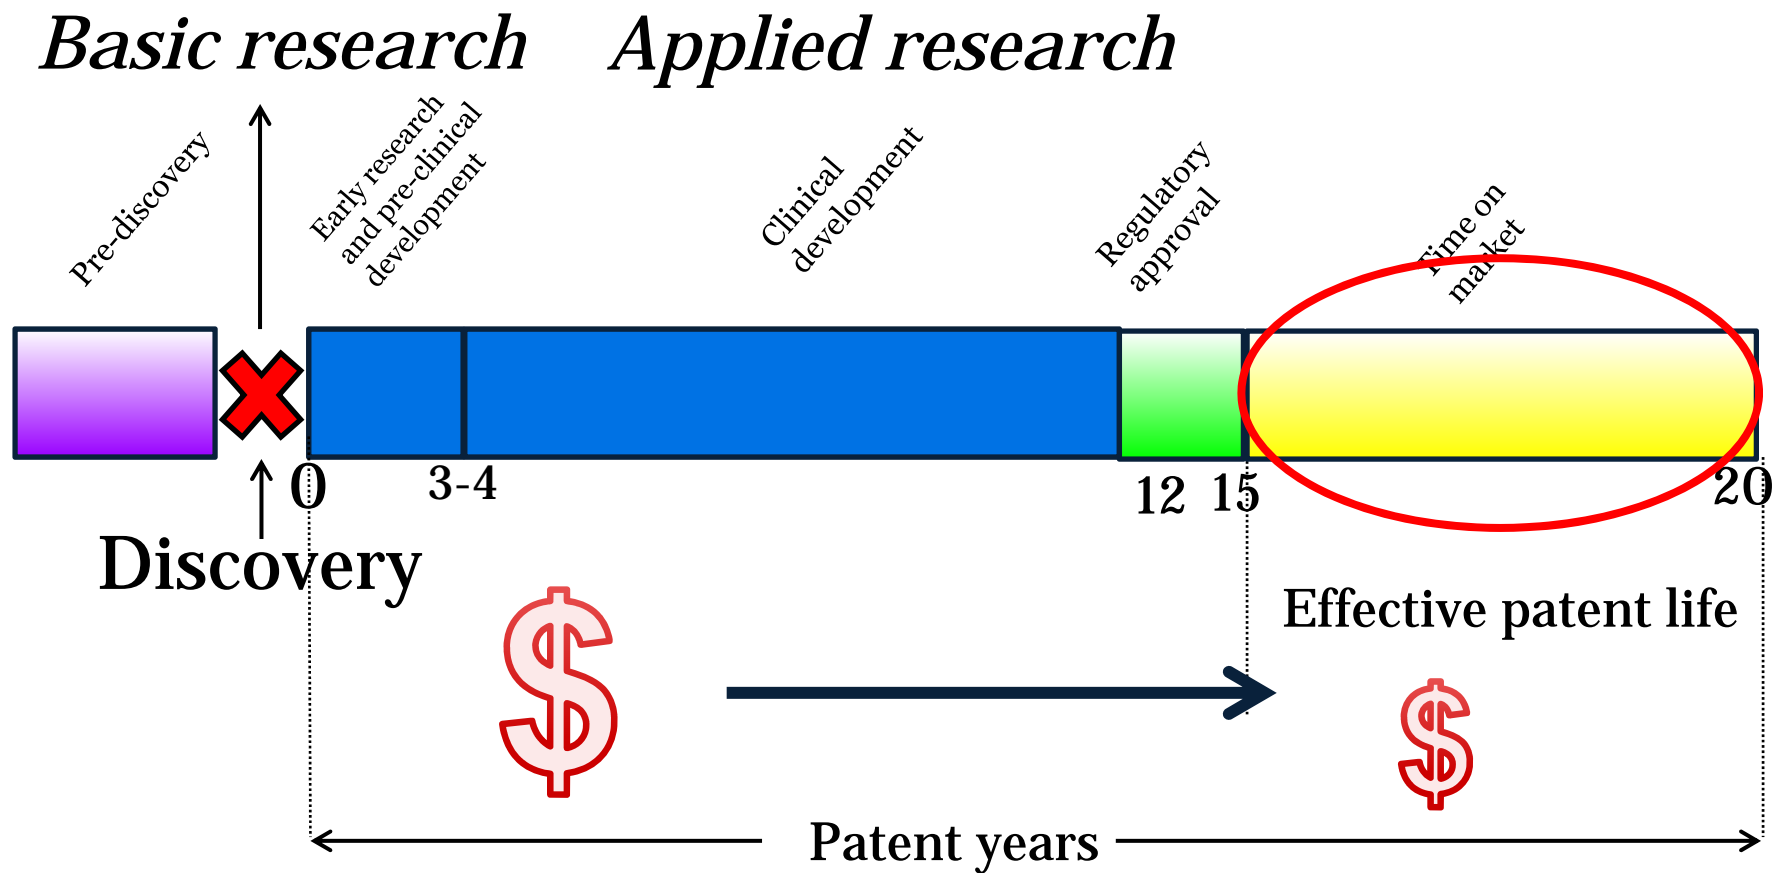 Basic research
Applied research
Pre-discovery
Early research
and pre-clinical
development
Clinical
development
Regulatory
approval
Time on
market
0
3-4
12
15
20
Discovery
$
Effective patent life
$
Patent years